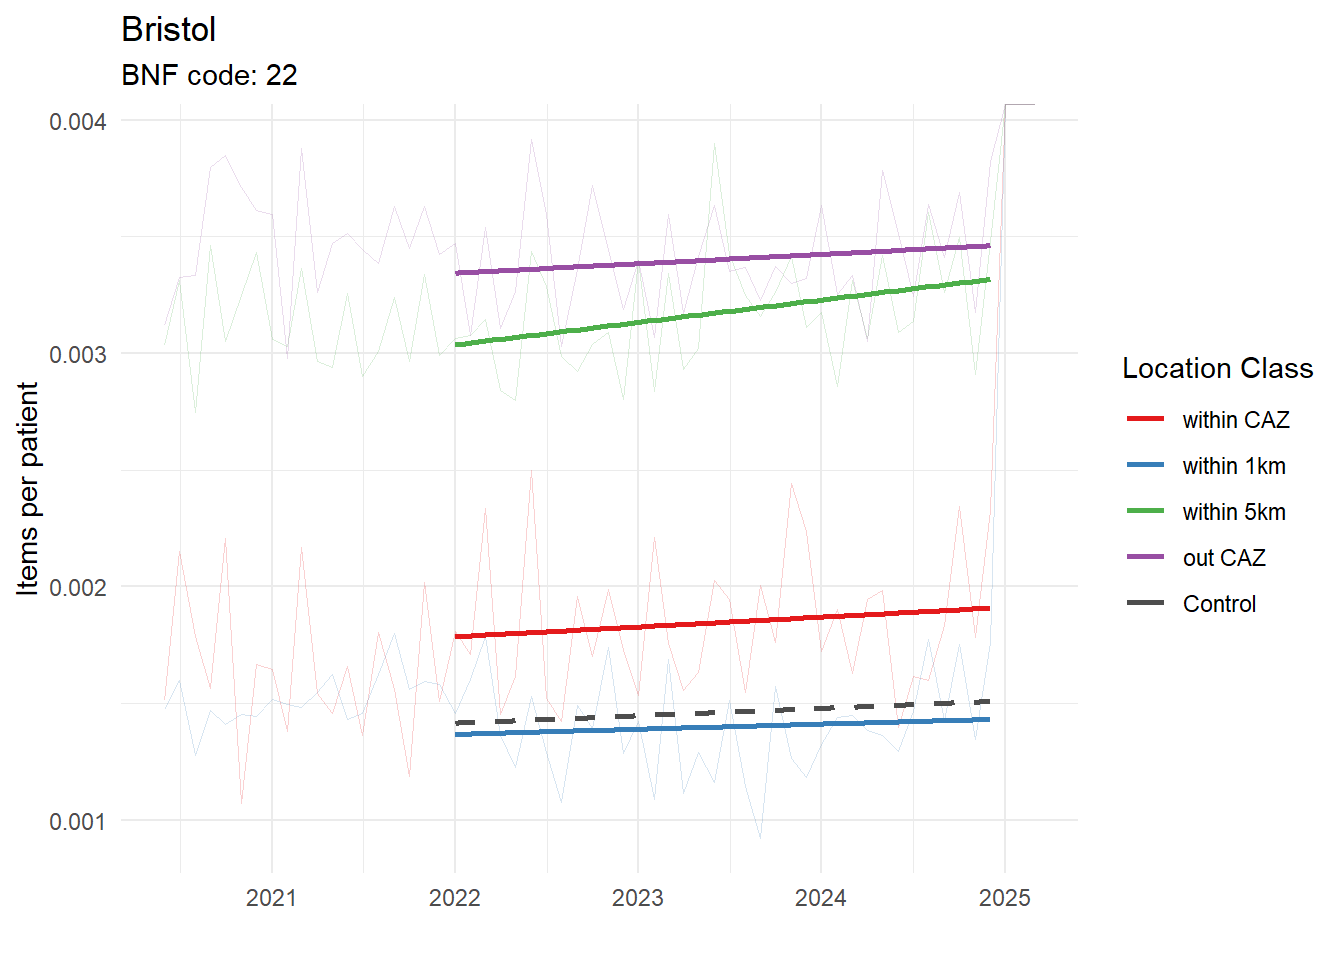 Bristol
BNF code: 22
0.004
0.003
0.002
0.001
Items per patient
2021 2022 2023 2024 2025
Location Class
within CAZ
within 1km
within 5km
out CAZ
Control